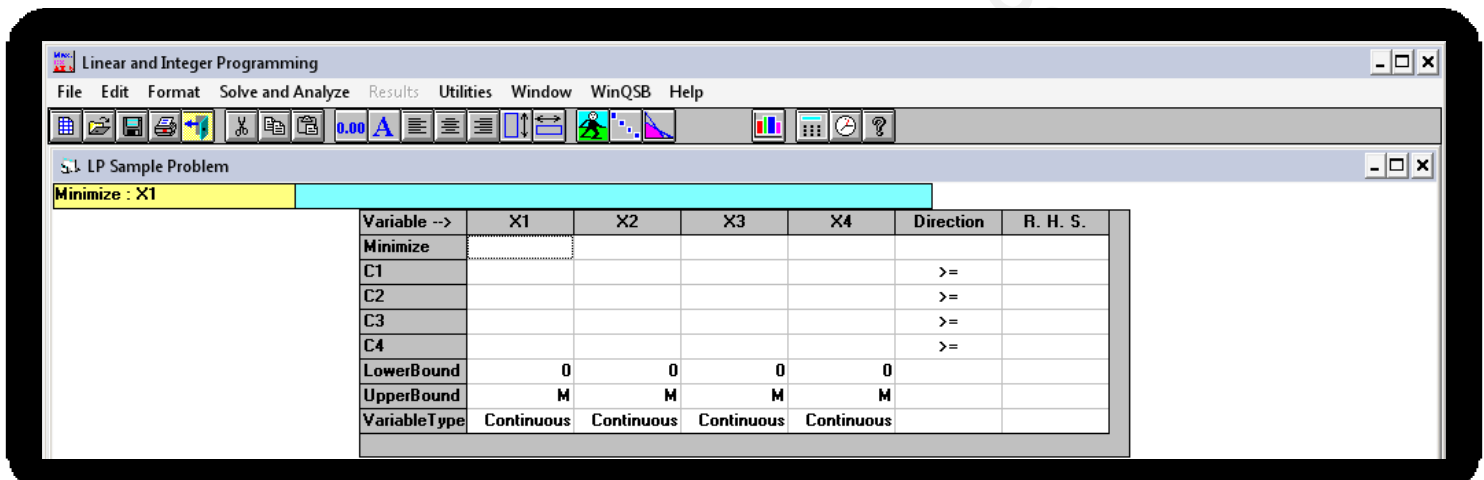 Linear and Integer Programming
File Edit Format Solve and Analyze Results Utilities Window WinQSB Help
0.00 A
LP Sample Problem
Minimize : X1
Variable --> X1 X2 X3 X4 Direction R. H. S.
Minimize
C1 >=
C2 >=
C3 >=
C4 >=
LowerBound 0 0 0 0
UpperBound M M M M
VariableType Continuous Continuous Continuous Continuous